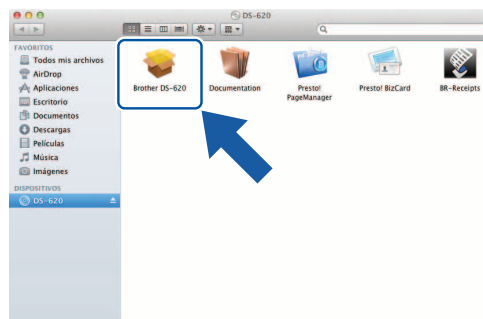 DS-620
FAVORITOS
Todos mis archivos
AirDrop
Aplicaciones
Escritorio
Documentos
Descargas
Películas
Música
Imágenes
DISPOSITIVOS
DS-620
Brother DS-620
Documentation
Presto!
PageManager
Presto! BizCard
BR-Receipts